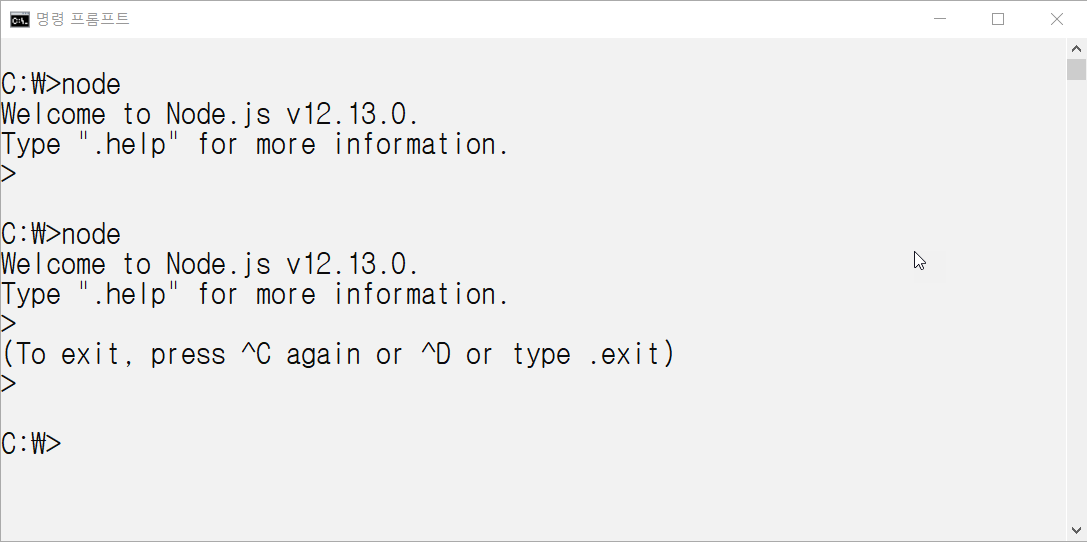 명령 프롬프트
C:₩>node
Welcome to Node.js v12.13.0.
Type ".help" for more information.
>
C:₩>node
Welcome to Node.js v12.13.0.
Type ".help" for more information.
>
(To exit, press ^C again or ^D or type .exit)
>
C:₩>